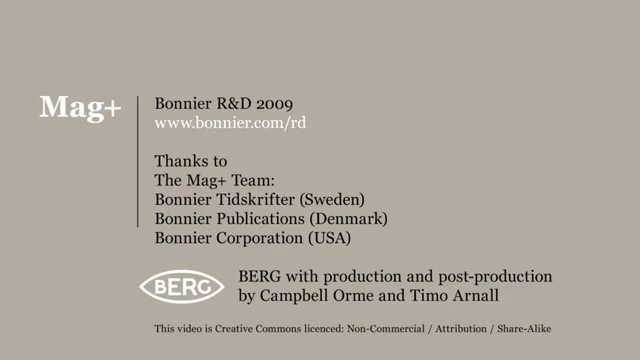 Mag+
Bonnier R&D 2009
www.bonnier.com/rd
Thanks to
The Mag+ Team:
Bonnier Tidskrifter (Sweden)
Bonnier Publications (Denmark)
Bonnier Corporation (USA)
BERG
BERG with production and post-production
by Campbell Orme and Timo Arnall
This video is Creative Commons licenced: Non-Commercial / Attribution / Share-Alike